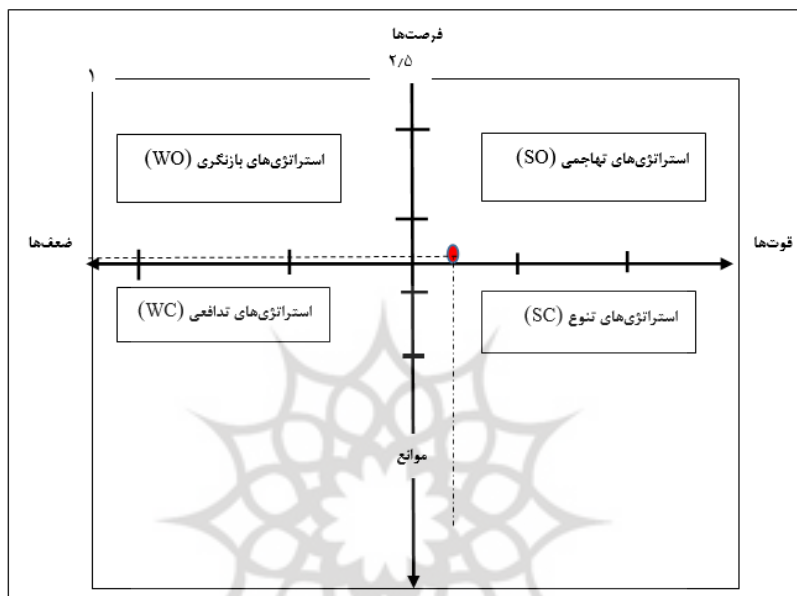 فرصت‌ها
۲/۵
۱
استراتژی‌های تهاجمی (SO)
استراتژی‌های بازنگری (WO)
قوت‌ها
ضعف‌ها
استراتژی‌های تنوع (SC)
استراتژی‌های تدافعی (WC)
موانع